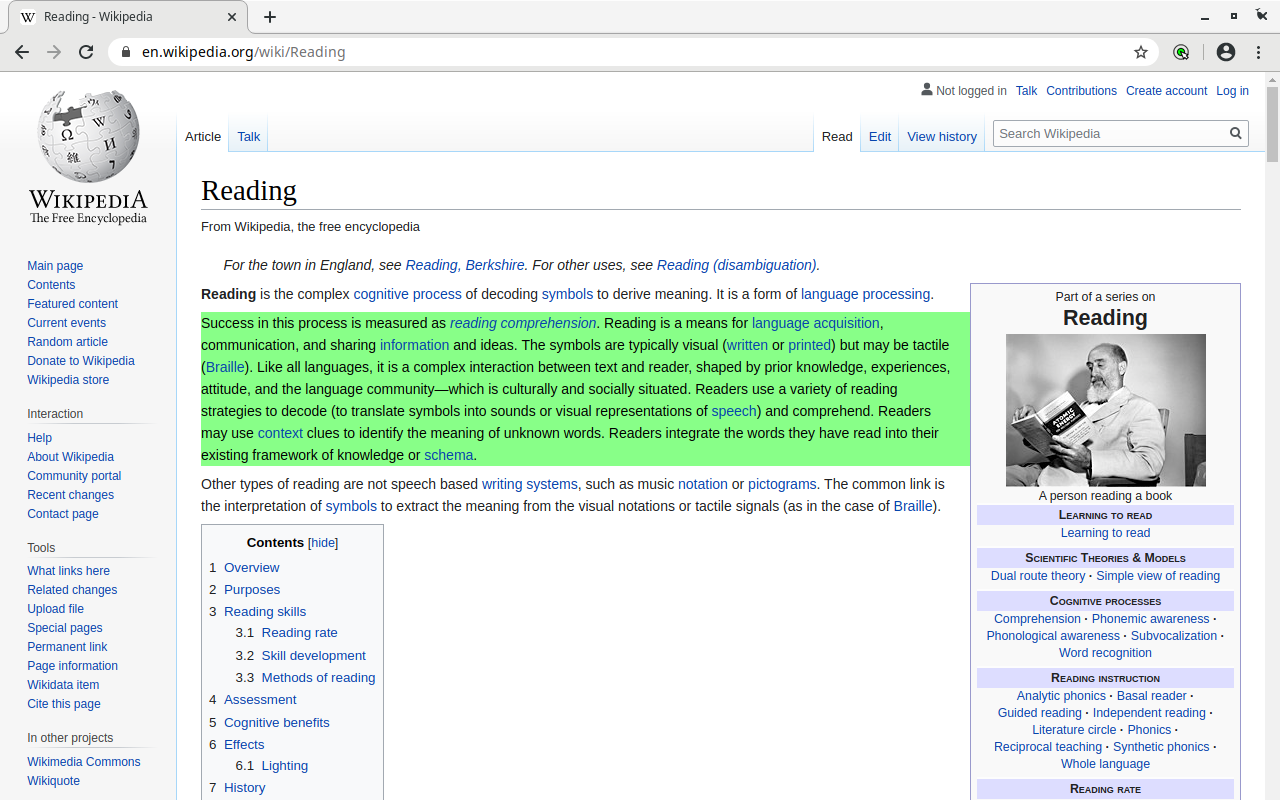 Reading - Wikipedia
en.wikipedia.org/wiki/Reading
Not logged in Talk Contributions Create account Log in
Article Talk Read Edit View history Search Wikipedia
WIKIPEDIA
The Free Encyclopedia
Main page
Contents
Featured content
Current events
Random article
Donate to Wikipedia
Wikipedia store
Interaction
Help
About Wikipedia
Community portal
Recent changes
Contact page
Tools
What links here
Related changes
Upload file
Special pages
Permanent link
Page information
Wikidata item
Cite this page
In other projects
Wikimedia Commons
Wikiquote
Reading
From Wikipedia, the free encyclopedia
For the town in England, see Reading, Berkshire. For other uses, see Reading (disambiguation).
Reading is the complex cognitive process of decoding symbols to derive meaning. It is a form of language processing.
Success in this process is measured as reading comprehension. Reading is a means for language acquisition,
communication, and sharing information and ideas. The symbols are typically visual (written or printed) but may be tactile
(Braille). Like all languages, it is a complex interaction between text and reader, shaped by prior knowledge, experiences,
attitude, and the language community—which is culturally and socially situated. Readers use a variety of reading
strategies to decode (to translate symbols into sounds or visual representations of speech) and comprehend. Readers
may use context clues to identify the meaning of unknown words. Readers integrate the words they have read into their
existing framework of knowledge or schema.
Other types of reading are not speech based writing systems, such as music notation or pictograms. The common link is
the interpretation of symbols to extract the meaning from the visual notations or tactile signals (as in the case of Braille).
Contents [hide]
1 Overview
2 Purposes
3 Reading skills
3.1 Reading rate
3.2 Skill development
3.3 Methods of reading
4 Assessment
5 Cognitive benefits
6 Effects
6.1 Lighting
7 History
Part of a series on
Reading
ATOMIC
ENERGY
A person reading a book
Learning to read
Learning to read
Scientific Theories & Models
Dual route theory · Simple view of reading
Cognitive processes
Comprehension · Phonemic awareness ·
Phonological awareness · Subvocalization ·
Word recognition
Reading instruction
Analytic phonics · Basal reader ·
Guided reading · Independent reading ·
Literature circle · Phonics ·
Reciprocal teaching · Synthetic phonics ·
Whole language
Reading rate